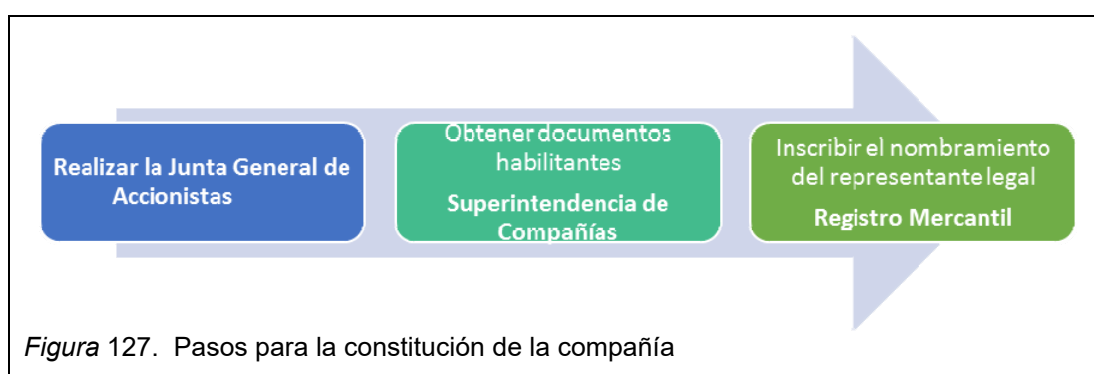 Realizar la Junta General de
Accionistas
Obtener documentos
habilitantes
Superintendencia de
Compañías
Inscribir el nombramiento
del representante legal
Registro Mercantil
Figura 127. Pasos para la constitución de la compañía